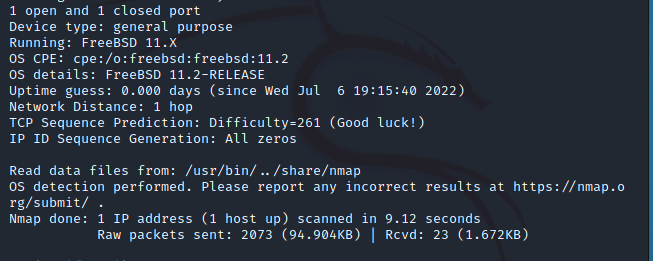 1 open and 1 closed port
Device type: general purpose
Running: FreeBSD 11.X
OS CPE: cpe:/o:freebsd:freebsd:11.2
OS details: FreeBSD 11.2-RELEASE
Uptime guess: 0.000 days (since Wed Jul  6 19:15:40 2022)
Network Distance: 1 hop
TCP Sequence Prediction: Difficulty=261 (Good luck!)
IP ID Sequence Generation: All zeros

Read data files from: /usr/bin/../share/nmap
OS detection performed. Please report any incorrect results at https://nmap.o
rg/submit/ .
Nmap done: 1 IP address (1 host up) scanned in 9.12 seconds
           Raw packets sent: 2073 (94.904KB) | Rcvd: 23 (1.672KB)